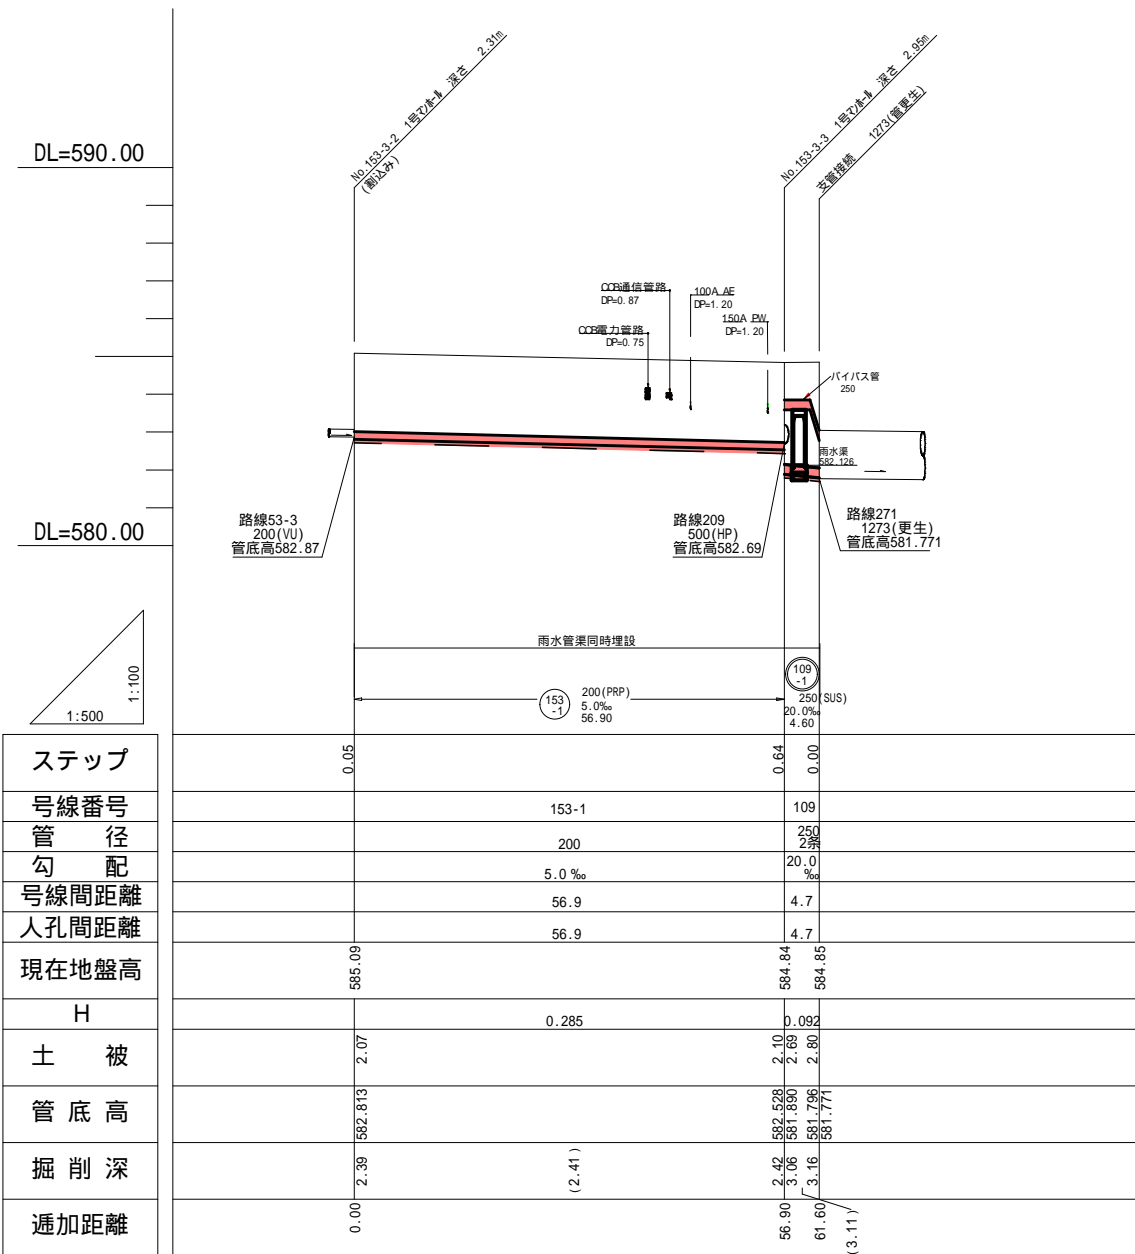 No.153-3-2 1号マンホール 深さ 2.31m
(割込み)
No.153-3-3 1号マンホール 深さ 2.95m
支管接続 1273(管更生)
DL=590.00
CCB通信管路
DP=0.87
100A AE
DP=1.20
CCB電力管路
DP=0.75
150A PW
DP=1.20
バイパス管
250
雨水渠
582.126
DL=580.00
路線53-3
200(VU)
管底高582.87
路線209
500(HP)
管底高582.69
路線271
1273(更生)
管底高581.771
1:100
1:500
雨水管渠同時埋設
153
-1
200(PRP)
5.0‰
56.90
109
-1
250(SUS)
20.0‰
4.60
ステップ 0.05 0.64 0.00
号線番号 153-1 109
管 径 200 250
2条
勾 配 5.0 ‰ 20.0
‰
号線間距離 56.9 4.7
人孔間距離 56.9 4.7
現在地盤高 585.09 584.84 584.85
H 0.285 0.092
土 被 2.07 2.10 2.69 2.80
管 底 高 582.813 582.528 581.890 581.796 581.771
掘 削 深 2.39 (2.41) 2.42 3.06 3.16
(3.11)
逓加距離 0.00 56.90 61.60